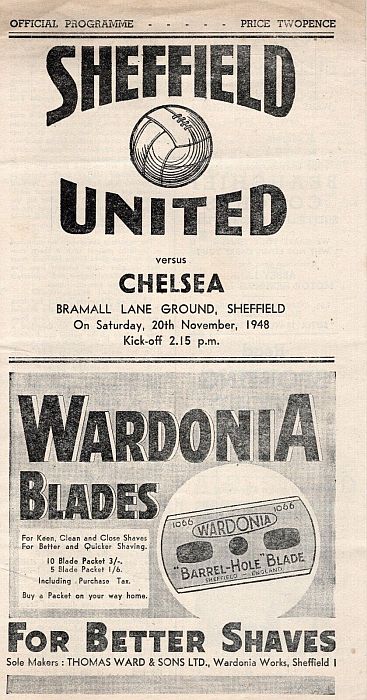 OFFICIAL PROGRAMME - - - - - PRICE TWOPENCE
SHEFFIELD
UNITED
versus
CHELSEA
BRAMALL LANE GROUND, SHEFFIELD
On Saturday, 20th November, 1948
Kick-off 2.15 p.m.
WARDONIA
BLADES
For Keen, Clean and Close Shaves
For Better and Quicker Shaving.
10 Blade Packet 3/-.
5 Blade Packet 1/6.
Including Purchase Tax.
Buy a Packet on your way home.
1066 1066
WARDONIA
"BARREL-HOLE" BLADE
SHEFFIELD ENGLAND
FOR BETTER SHAVES
Sole Makers : THOMAS WARD & SONS LTD., Wardonia Works, Sheffield 1